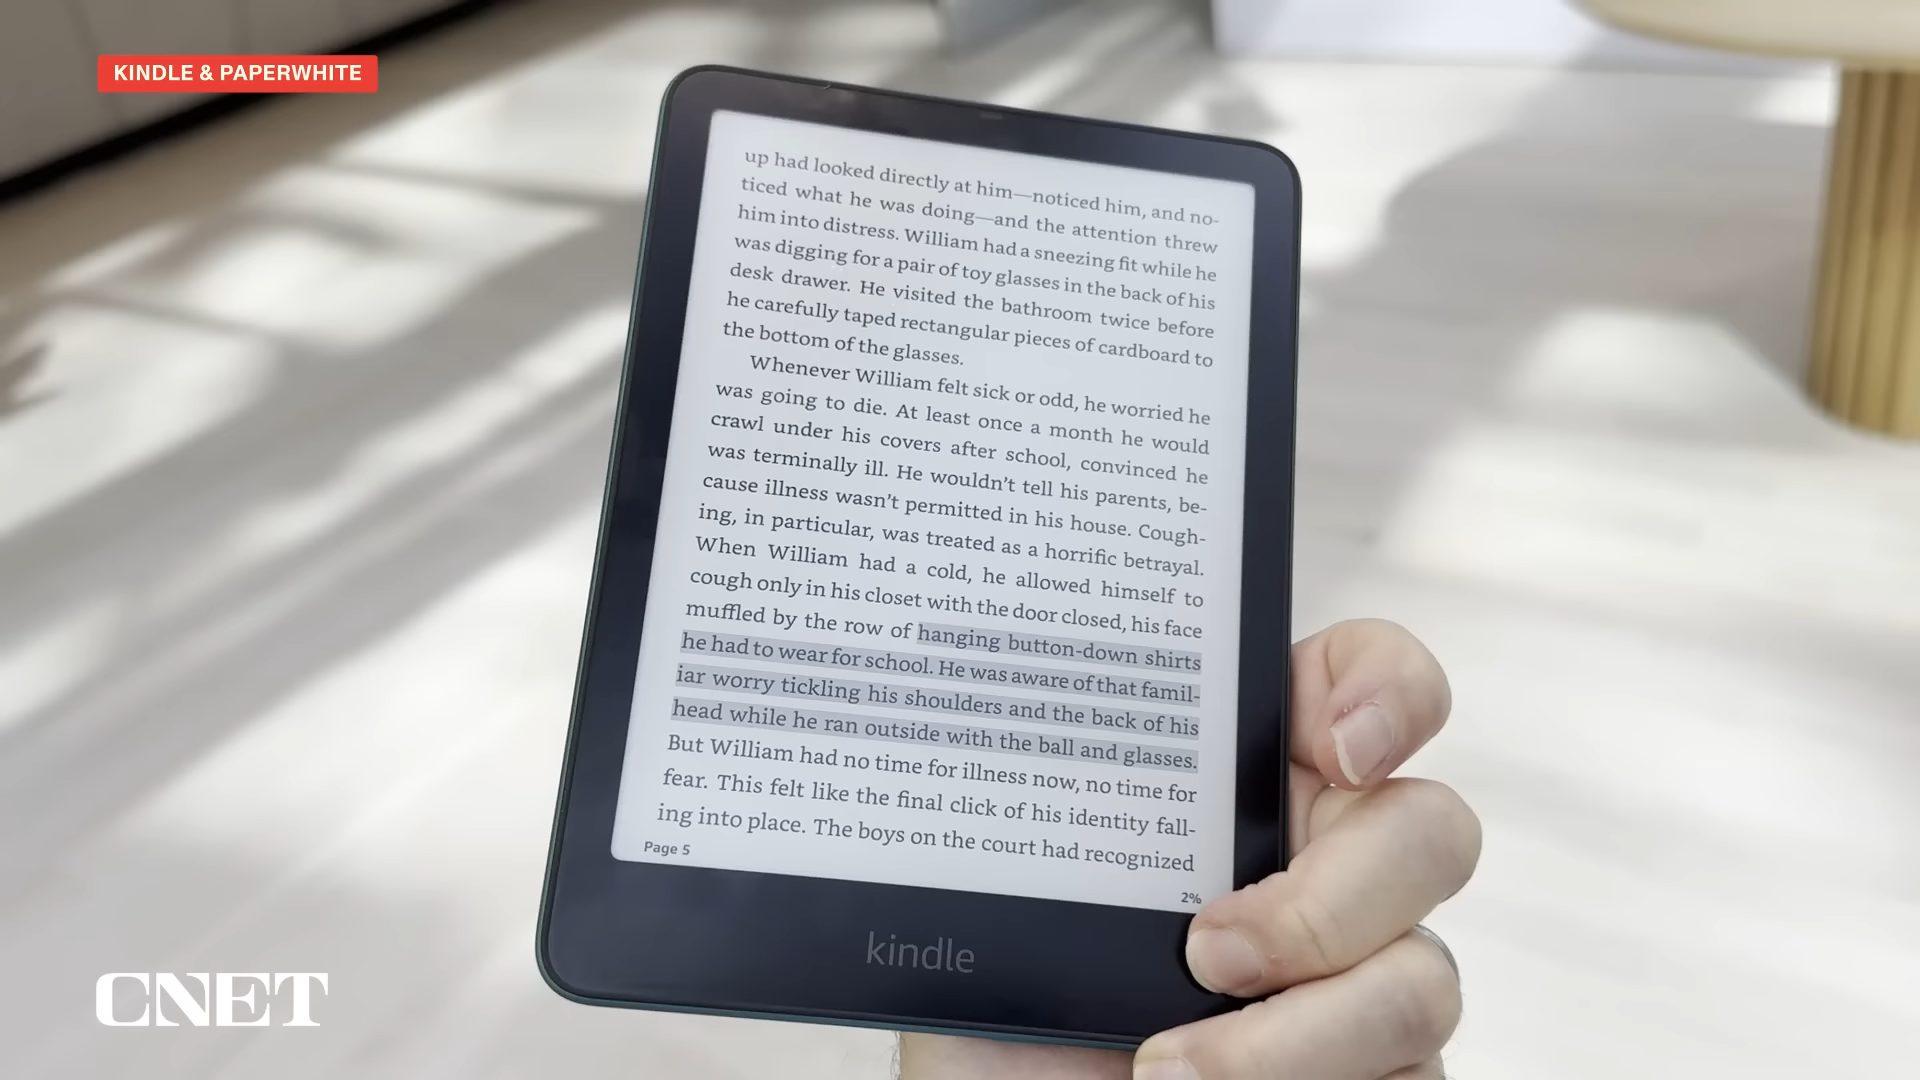 KINDLE & PAPERWHITE
up had looked directly at him—noticed him, and no-
ticed what he was doing—and the attention threw
him into distress. William had a sneezing fit while he
was digging for a pair of toy glasses in the back of his
desk drawer. He visited the bathroom twice before
he carefully taped rectangular pieces of cardboard to
the bottom of the glasses.
Whenever William felt sick or odd, he worried he
was going to die. At least once a month he would
crawl under his covers after school, convinced he
was terminally ill. He wouldn’t tell his parents, be-
cause illness wasn’t permitted in his house. Cough-
ing, in particular, was treated as a horrific betrayal.
When William had a cold, he allowed himself to
cough only in his closet with the door closed, his face
muffled by the row of hanging button-down shirts
he had to wear for school. He was aware of that famil-
iar worry tickling his shoulders and the back of his
head while he ran outside with the ball and glasses.
But William had no time for illness now, no time for
fear. This felt like the final click of his identity fall-
ing into place. The boys on the court had recognized
Page 5
2%
kindle
CNET